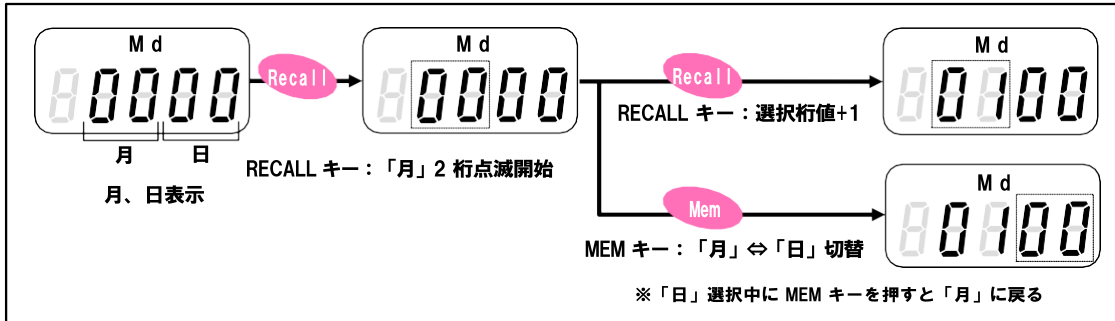 M d
0000
月 日
月、日表示
Recall
RECALL キー：「月」2 桁点滅開始
M d
0000
Recall
RECALL キー：選択桁値+1
M d
0100
Mem
MEM キー：「月」⇔「日」切替
M d
0100
※「日」選択中に MEM キーを押すと「月」に戻る